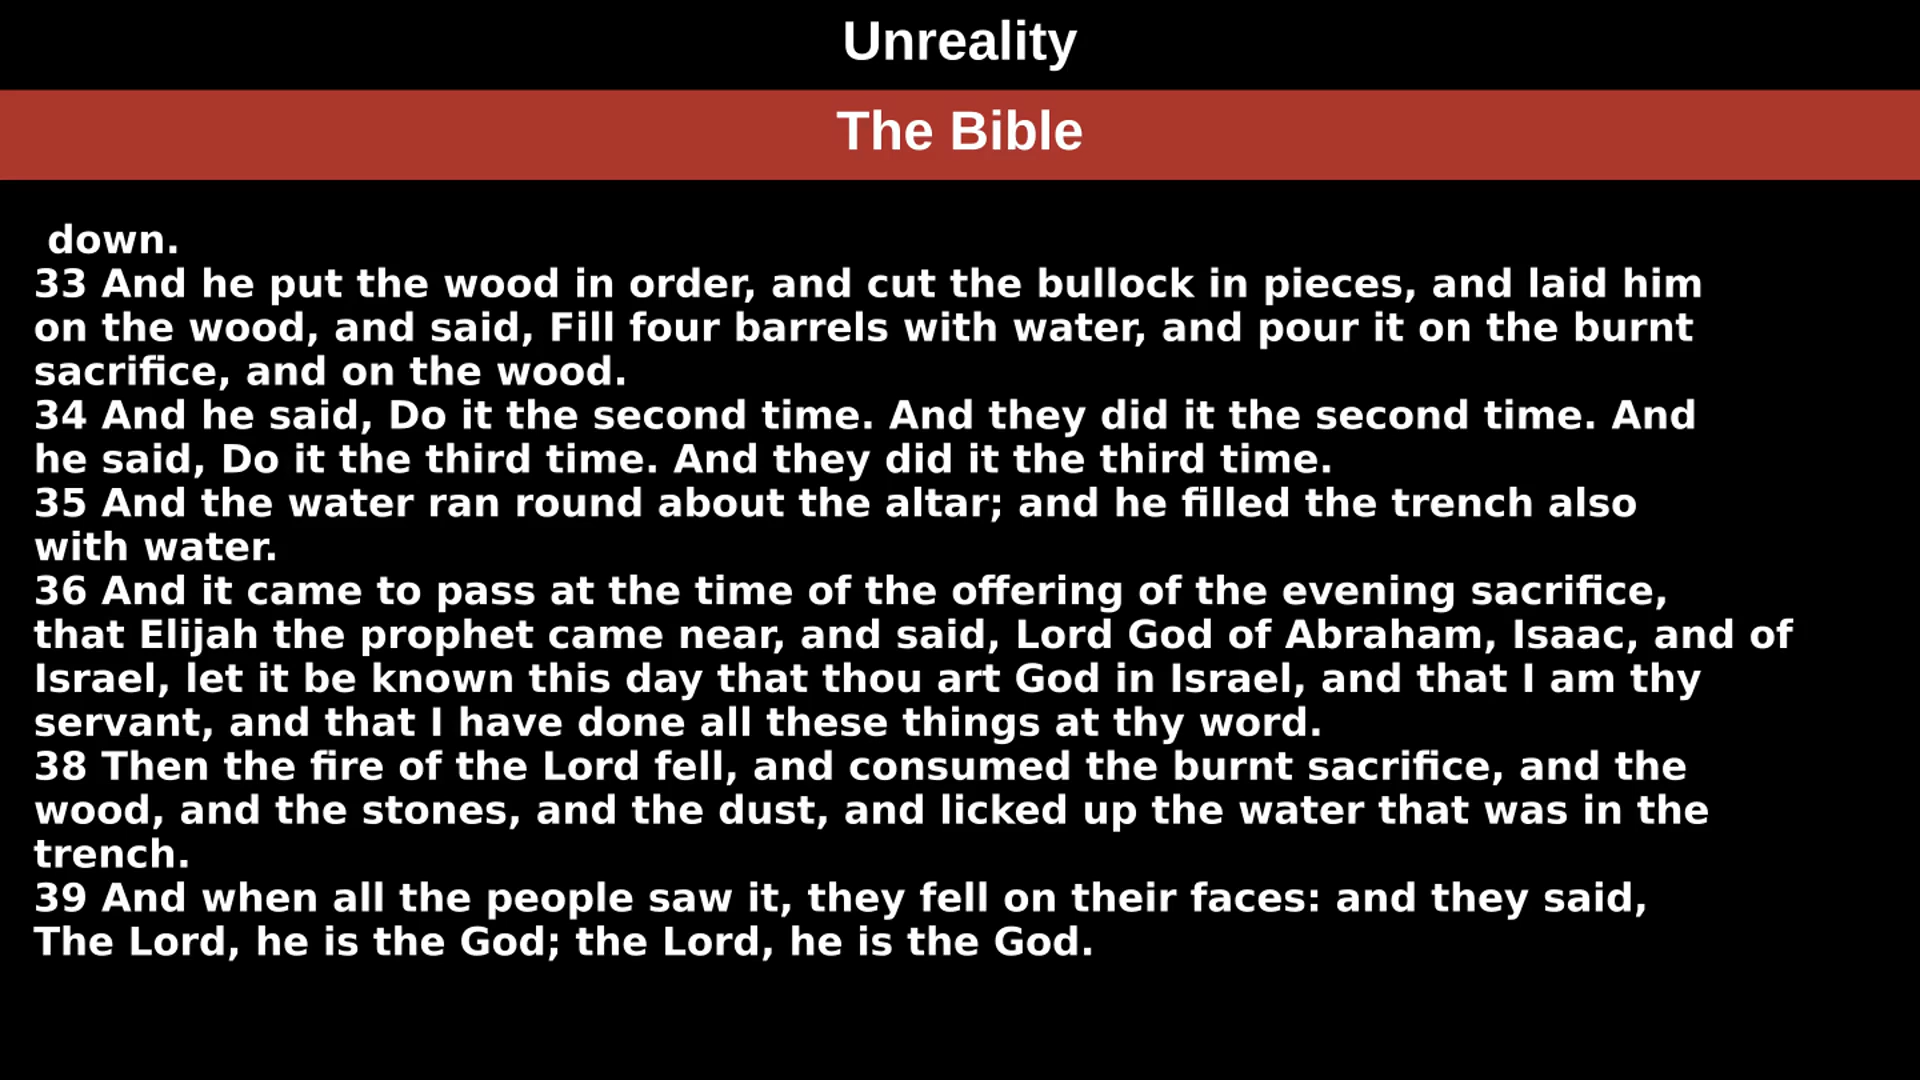 Unreality
The Bible
down.
33 And he put the wood in order, and cut the bullock in pieces, and laid him
on the wood, and said, Fill four barrels with water, and pour it on the burnt
sacrifice, and on the wood.
34 And he said, Do it the second time. And they did it the second time. And
he said, Do it the third time. And they did it the third time.
35 And the water ran round about the altar; and he filled the trench also
with water.
36 And it came to pass at the time of the offering of the evening sacrifice,
that Elijah the prophet came near, and said, Lord God of Abraham, Isaac, and of
Israel, let it be known this day that thou art God in Israel, and that I am thy
servant, and that I have done all these things at thy word.
38 Then the fire of the Lord fell, and consumed the burnt sacrifice, and the
wood, and the stones, and the dust, and licked up the water that was in the
trench.
39 And when all the people saw it, they fell on their faces: and they said,
The Lord, he is the God; the Lord, he is the God.